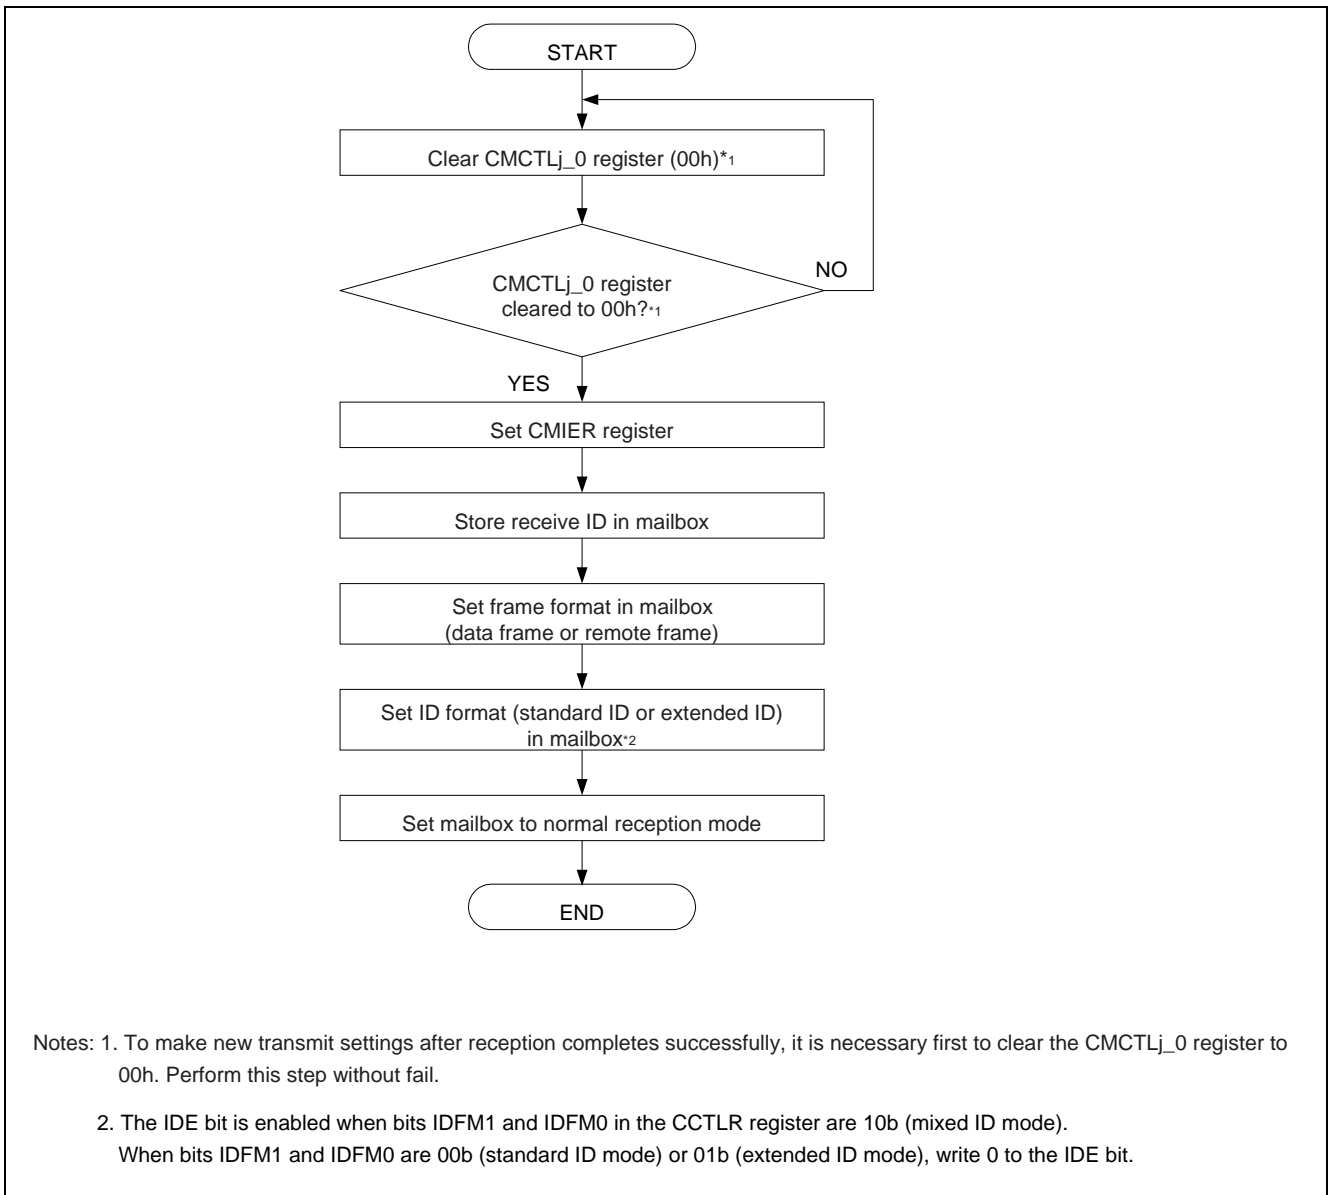 START
Clear CMCTLj_0 register (00h)*1
CMCTLj_0 register
cleared to 00h?*1
NO
YES
Set CMIER register
Store receive ID in mailbox
Set frame format in mailbox
(data frame or remote frame)
Set ID format (standard ID or extended ID)
in mailbox*2
Set mailbox to normal reception mode
END
Notes: 1. To make new transmit settings after reception completes successfully, it is necessary first to clear the CMCTLj_0 register to
00h. Perform this step without fail.
2. The IDE bit is enabled when bits IDFM1 and IDFM0 in the CCTLR register are 10b (mixed ID mode).
When bits IDFM1 and IDFM0 are 00b (standard ID mode) or 01b (extended ID mode), write 0 to the IDE bit.